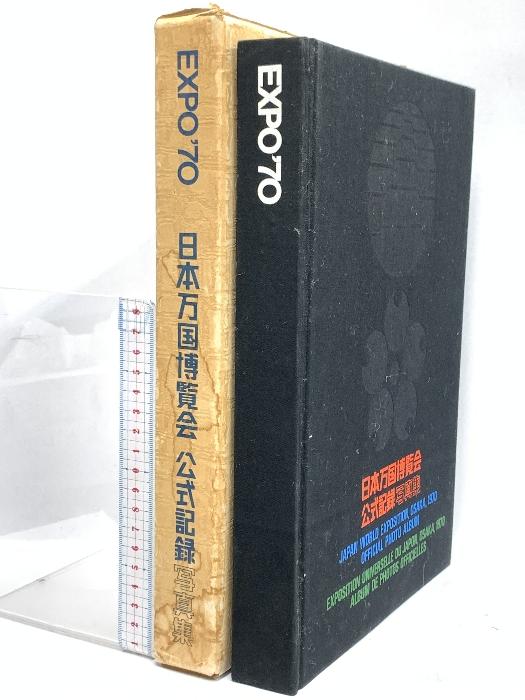 EXPO'70
日本万国博覧会 公式記録 写真集
EXPO'70
日本万国博覧会
公式記録写真集
JAPAN WORLD EXPOSITION, OSAKA, 1970
OFFICIAL PHOTO ALBUM
EXPOSITION UNIVERSELLE DU JAPON, OSAKA, 1970
ALBUM DE PHOTOS OFFICIELLES